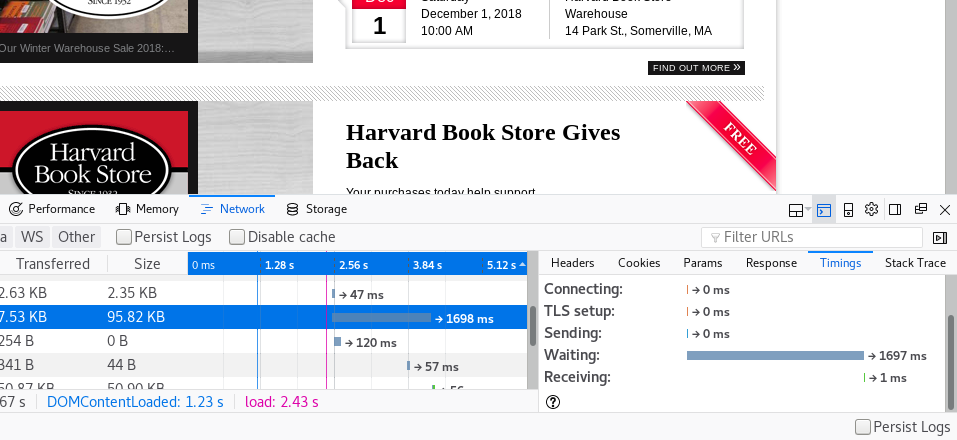 SINCE 1932
Our Winter Warehouse Sale 2018:...
1
December 1, 2018
10:00 AM
Warehouse
14 Park St., Somerville, MA
FIND OUT MORE »
Harvard
Book Store
SINCE 1932
Harvard Book Store Gives
Back
FREE
Your purchases today help support
Performance Memory Network Storage
a WS Other Persist Logs Disable cache Filter URLs
Transferred Size 0 ms 1.28 s 2.56 s 3.84 s 5.12 s
Headers Cookies Params Response Timings Stack Trace
2.63 KB 2.35 KB → 47 ms
7.53 KB 95.82 KB → 1698 ms
254 B 0 B → 120 ms
341 B 44 B → 57 ms
50.87 KB 50.90 KB
67 s DOMContentLoaded: 1.23 s load: 2.43 s
Connecting: → 0 ms
TLS setup: → 0 ms
Sending: → 0 ms
Waiting: → 1697 ms
Receiving: → 1 ms
Persist Logs